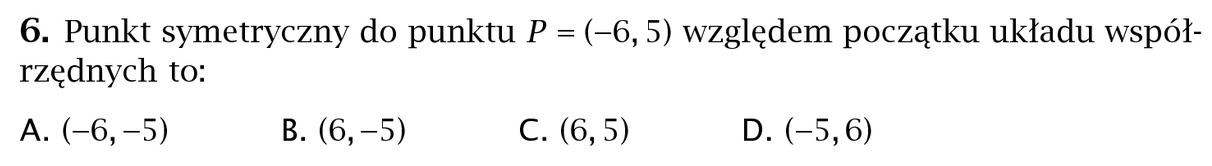 6. Punkt symetryczny do punktu P = (–6, 5) względem początku układu współ-
rzędnych to:
A. (–6, –5) B. (6, –5) C. (6, 5) D. (–5, 6)